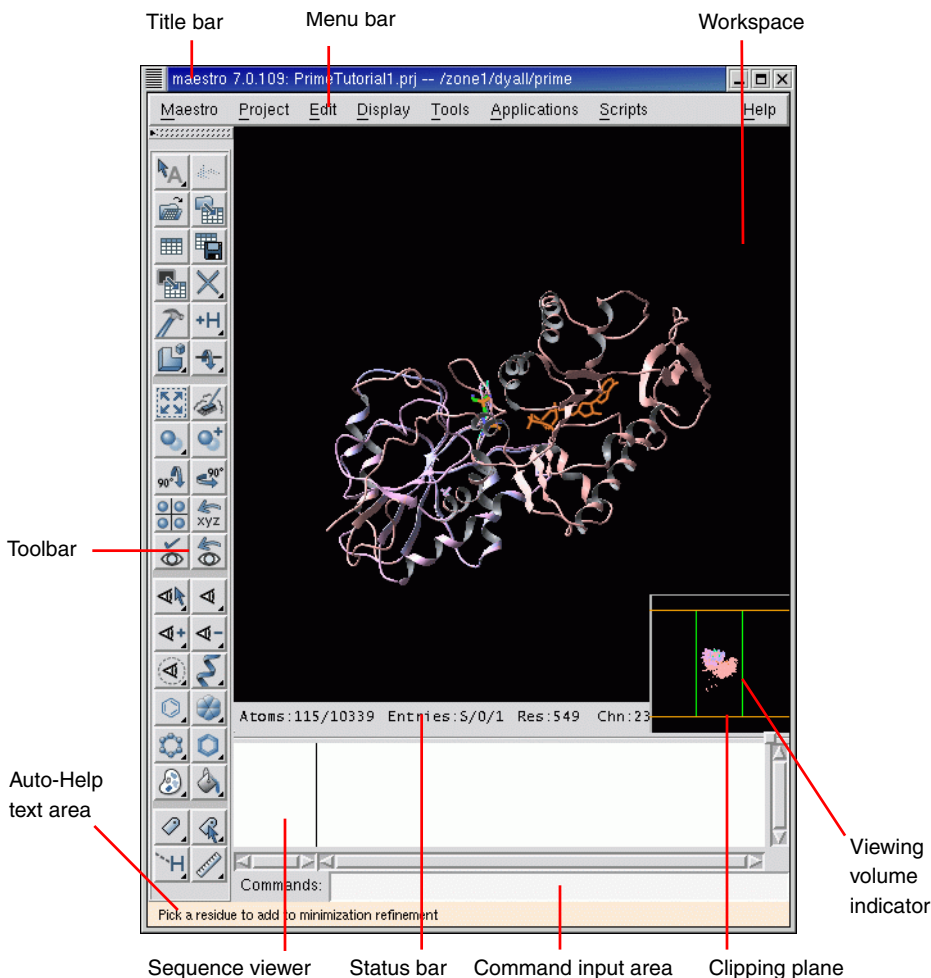 Title bar
Menu bar
Workspace
maestro 7.0.109: PrimeTutorial1.prj -- /zone1/dyall/prime
Maestro Project Edit Display Tools Applications Scripts Help
A
+H
90° 90°
xyz
Toolbar
+ -
Atoms:115/10339 Entries:S/0/1 Res:549 Chn:23
Auto-Help
text area
H
Viewing
volume
indicator
Commands:
Pick a residue to add to minimization refinement
Sequence viewer
Status bar
Command input area
Clipping plane